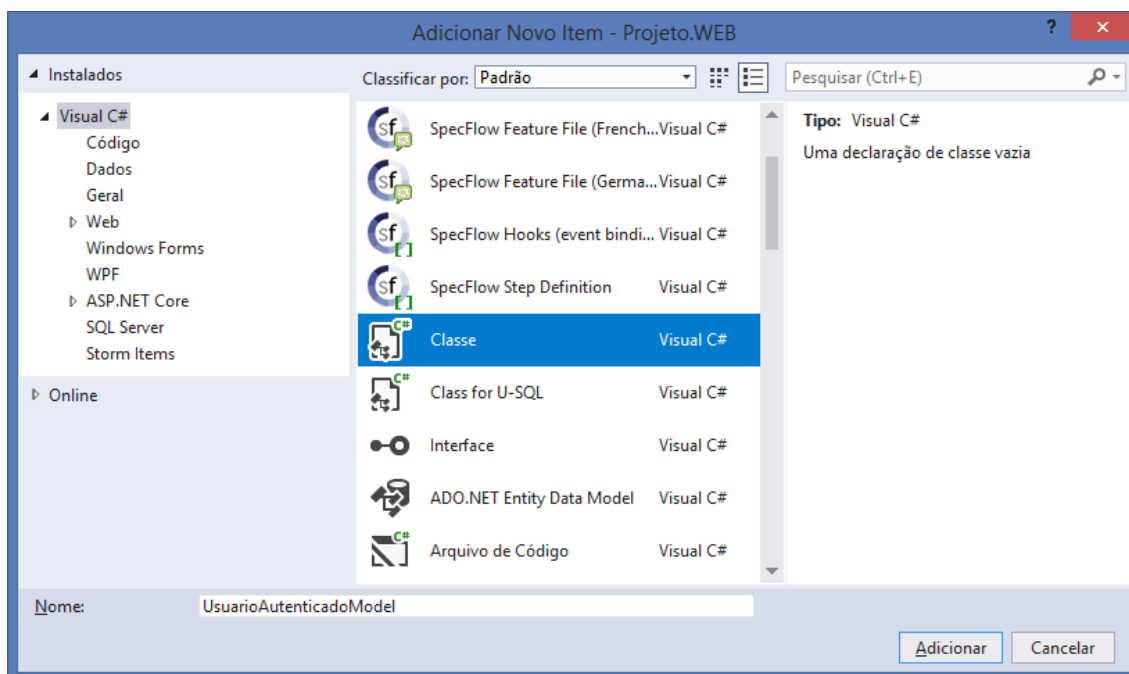 Adicionar Novo Item - Projeto.WEB
?
Instalados
Classificar por: Padrão
Pesquisar (Ctrl+E)
Visual C#
Código
Dados
Geral
Web
Windows Forms
WPF
ASP.NET Core
SQL Server
Storm Items
Online
SpecFlow Feature File (French...Visual C#
SpecFlow Feature File (Germa...Visual C#
SpecFlow Hooks (event bindi... Visual C#
SpecFlow Step Definition Visual C#
Classe Visual C#
Class for U-SQL Visual C#
Interface Visual C#
ADO.NET Entity Data Model Visual C#
Arquivo de Código Visual C#
Tipo: Visual C#
Uma declaração de classe vazia
Nome: UsuarioAutenticadoModel
Adicionar Cancelar